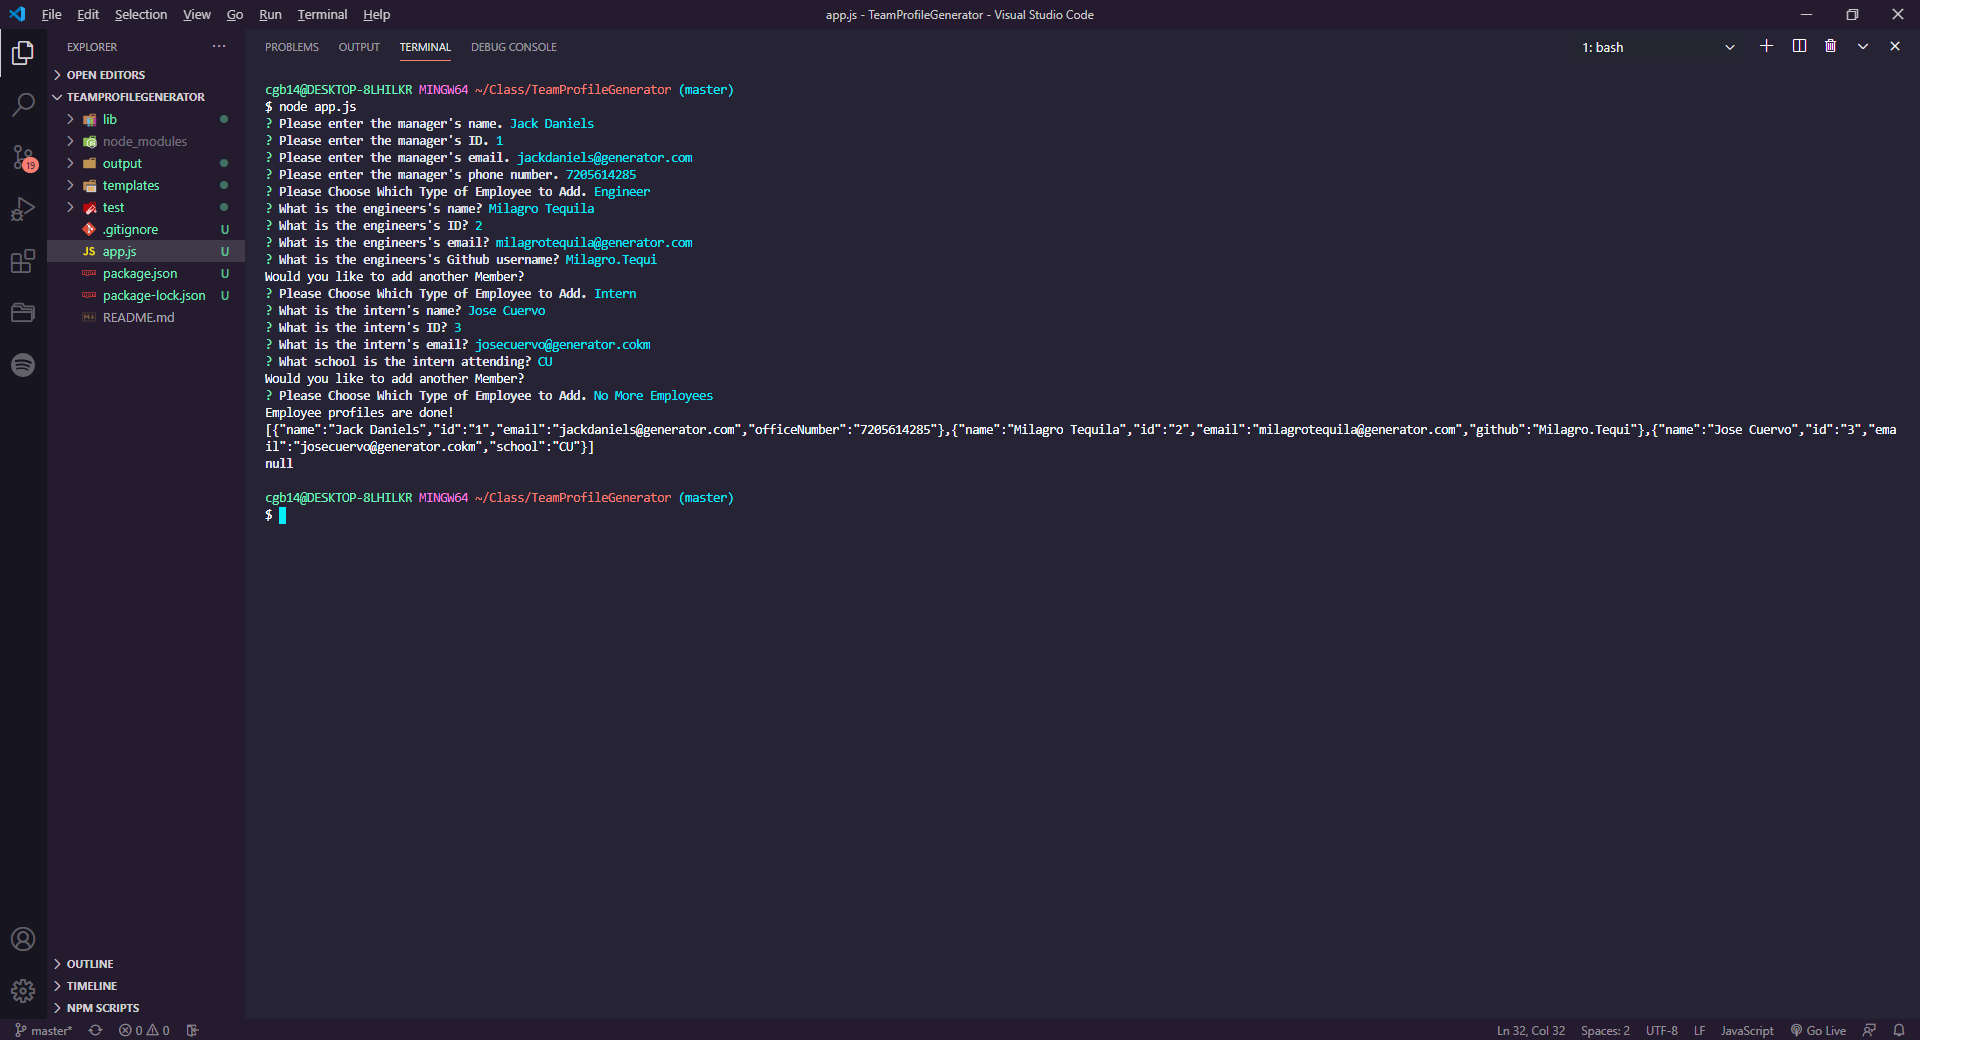 File Edit Selection View Go Run Terminal Help
app.js - TeamProfileGenerator - Visual Studio Code
EXPLORER
OPEN EDITORS
TEAMPROFILEGENERATOR
lib
node_modules
output
templates
test
.gitignore U
JS app.js U
package.json U
package-lock.json U
README.md
19
OUTLINE
TIMELINE
NPM SCRIPTS
PROBLEMS OUTPUT TERMINAL DEBUG CONSOLE
1: bash
cgb14@DESKTOP-8LHILKR MINGW64 ~/Class/TeamProfileGenerator (master)
$ node app.js
? Please enter the manager's name. Jack Daniels
? Please enter the manager's ID. 1
? Please enter the manager's email. jackdaniels@generator.com
? Please enter the manager's phone number. 7205614285
? Please Choose Which Type of Employee to Add. Engineer
? What is the engineers's name? Milagro Tequila
? What is the engineers's ID? 2
? What is the engineers's email? milagrotequila@generator.com
? What is the engineers's Github username? Milagro.Tequi
Would you like to add another Member?
? Please Choose Which Type of Employee to Add. Intern
? What is the intern's name? Jose Cuervo
? What is the intern's ID? 3
? What is the intern's email? josecuervo@generator.cokm
? What school is the intern attending? CU
Would you like to add another Member?
? Please Choose Which Type of Employee to Add. No More Employees
Employee profiles are done!
[{"name":"Jack Daniels","id":"1","email":"jackdaniels@generator.com","officeNumber":"7205614285"},{"name":"Milagro Tequila","id":"2","email":"milagrotequila@generator.com","github":"Milagro.Tequi"},{"name":"Jose Cuervo","id":"3","ema
il":"josecuervo@generator.cokm","school":"CU"}]
null
cgb14@DESKTOP-8LHILKR MINGW64 ~/Class/TeamProfileGenerator (master)
$
master* 0 0
Ln 32, Col 32 Spaces: 2 UTF-8 LF JavaScript Go Live